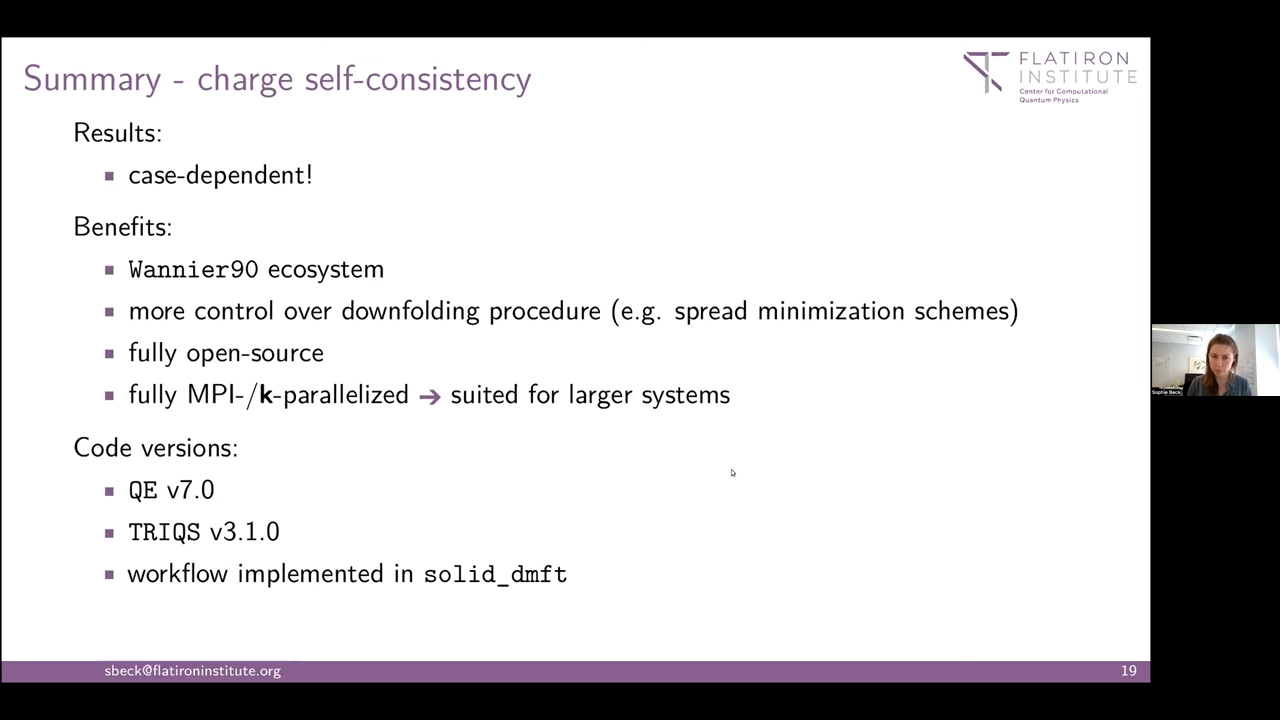 Summary - charge self-consistency
FLATIRON
INSTITUTE
Center for Computational
Quantum Physics
Results:
case-dependent!
Benefits:
Wannier90 ecosystem
more control over downfolding procedure (e.g. spread minimization schemes)
fully open-source
fully MPI-/k-parallelized ➔ suited for larger systems
Code versions:
QE v7.0
TRIQS v3.1.0
workflow implemented in solid_dmft
sbeck@flatironinstitute.org
19
Sophie Beck